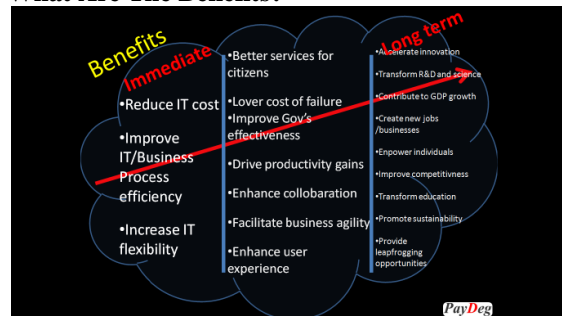 What Are The Benefits?
Benefits
Immediate
•Reduce IT cost
•Improve
IT/Business
Process
efficiency
•Increase IT
flexibility
•Better services for
citizens
•Lover cost of failure
•Improve Gov's
effectiveness
•Drive productivity gains
•Enhance collobaration
•Facilitate business agility
•Enhance user
experience
Long term
•Accelerate innovation
•Transform R&D and science
•Contribute to GDP growth
•Create new jobs
/businesses
•Enpower individuals
•Improve competitivness
•Transform education
•Promote sustainability
•Provide
leapfrogging
opportunities
PayDeg